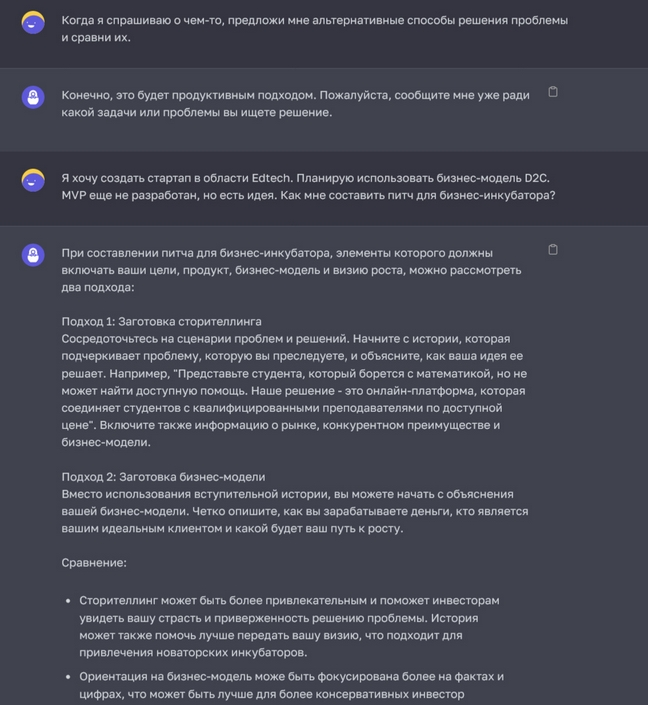 Когда я спрашиваю о чем-то, предложи мне альтернативные способы решения проблемы
и сравни их.
Конечно, это будет продуктивным подходом. Пожалуйста, сообщите мне уже ради
какой задачи или проблемы вы ищете решение.
Я хочу создать стартап в области Edtech. Планирую использовать бизнес-модель D2C.
MVP еще не разработан, но есть идея. Как мне составить питч для бизнес-инкубатора?
При составлении питча для бизнес-инкубатора, элементы которого должны
включать ваши цели, продукт, бизнес-модель и визию роста, можно рассмотреть
два подхода:
Подход 1: Заготовка сторителлинга
Сосредоточьтесь на сценарии проблем и решений. Начните с истории, которая
подчеркивает проблему, которую вы преследуете, и объясните, как ваша идея ее
решает. Например, "Представьте студента, который борется с математикой, но не
может найти доступную помощь. Наше решение - это онлайн-платформа, которая
соединяет студентов с квалифицированными преподавателями по доступной
цене". Включите также информацию о рынке, конкурентном преимуществе и
бизнес-модели.
Подход 2: Заготовка бизнес-модели
Вместо использования вступительной истории, вы можете начать с объяснения
вашей бизнес-модели. Четко опишите, как вы зарабатываете деньги, кто является
вашим идеальным клиентом и какой будет ваш путь к росту.
Сравнение:
• Сторителлинг может быть более привлекательным и поможет инвесторам
увидеть вашу страсть и приверженность решению проблемы. История
может также помочь лучше передать вашу визию, что подходит для
привлечения новаторских инкубаторов.
• Ориентация на бизнес-модель може быть фокусирована более на фактах и
цифрах, что может быть лучше для более консервативных инвестор